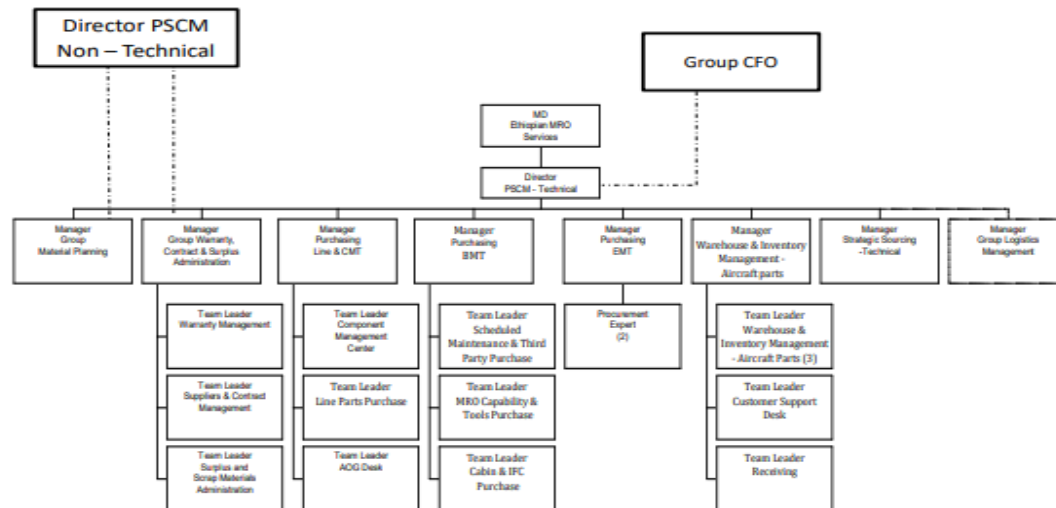 Director PSCM
Non – Technical
Group CFO
MD
Ethiopian MRO
Services
Director
PSCM - Technical
Manager
Group
Material Planning
Manager
Group Warranty,
Contract & Surplus
Administration
Manager
Purchasing
Line & CMT
Manager
Purchasing
BMT
Manager
Purchasing
EMT
Manager
Warehouse & Inventory
Management -
Aircraft parts
Manager
Strategic Sourcing
-Technical
Manager
Group Logistics
Management
Team Leader
Warranty Management
Team Leader
Component
Management
Center
Team Leader
Scheduled
Maintenance & Third
Party Purchase
Procurement
Expert
(2)
Team Leader
Warehouse &
Inventory Management
- Aircraft Parts (3)
Team Leader
Suppliers & Contract
Management
Team Leader
Line Parts Purchase
Team Leader
MRO Capability &
Tools Purchase
Team Leader
Customer Support
Desk
Team Leader
Surplus and
Scrap Materials
Administration
Team Leader
AOG Desk
Team Leader
Cabin & IFC
Purchase
Team Leader
Receiving